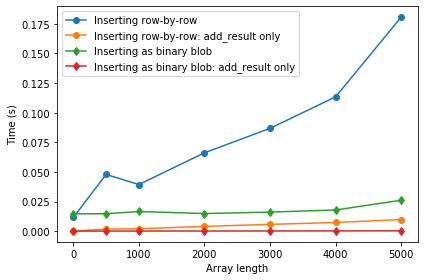 Inserting row-by-row
Inserting row-by-row: add_result only
Inserting as binary blob
Inserting as binary blob: add_result only
0.175
0.150
0.125
0.100
0.075
0.050
0.025
0.000
Time (s)
0 1000 2000 3000 4000 5000
Array length